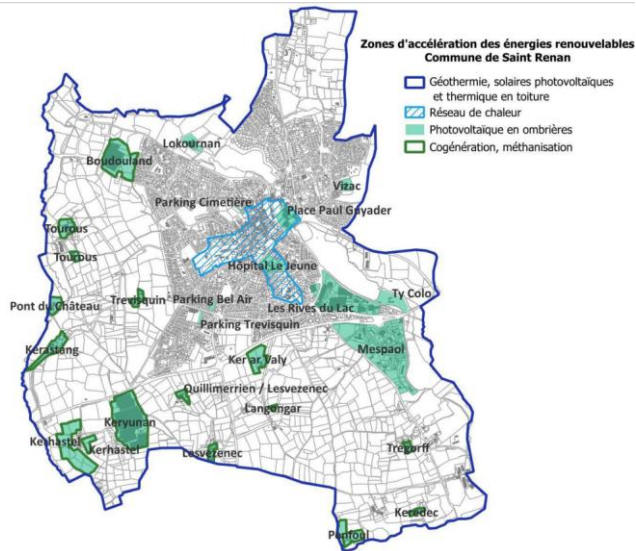 Zones d'accélération des énergies renouvelables
Commune de Saint Renan
Géothermie, solaires photovoltaïques
et thermique en toiture
Réseau de chaleur
Photovoltaïque en ombrières
Cogénération, méthanisation
Lokournan
Boudouland
Vizac
Parking Cimetière
Place Paul Guyader
Tourous
Tourous
Hôpital Le Jeune
Ty Colo
Pont du Château
Trevisquin
Parking Bel Air
Les Rives du Lac
Parking Trevisquin
Kerastang
Mespaol
Ker ar Valy
Quillimerrien / Lesvezenec
Langongar
Keryunan
Kerhastel
Kerhastel
Lesvezenec
Trégorff
Keredec
Penfoul